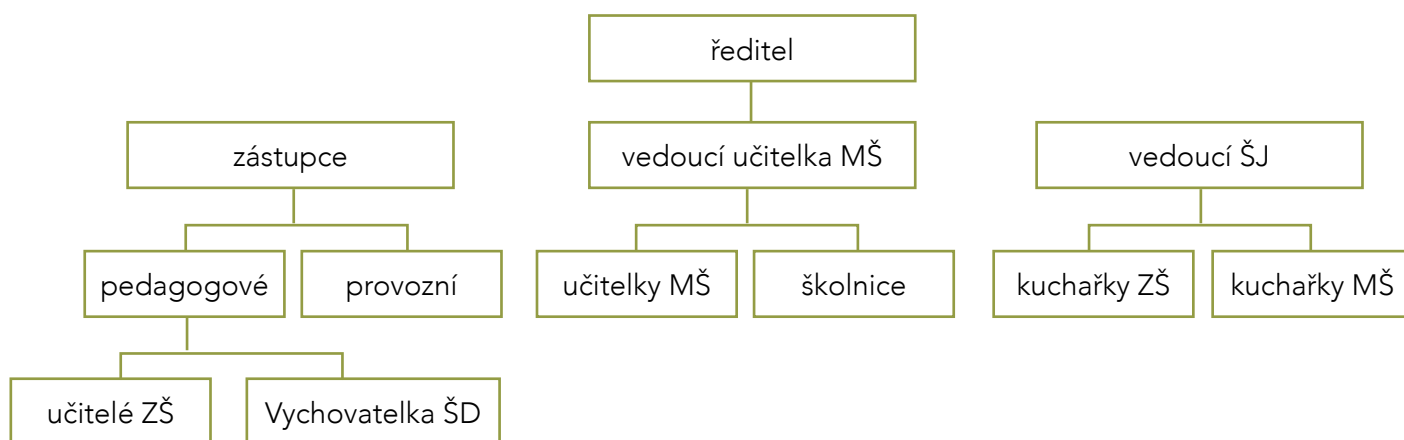 ředitel
zástupce
vedoucí učitelka MŠ
vedoucí ŠJ
pedagogové
provozní
učitelky MŠ
školnice
kuchařky ZŠ
kuchařky MŠ
učitelé ZŠ
Vychovatelka ŠD